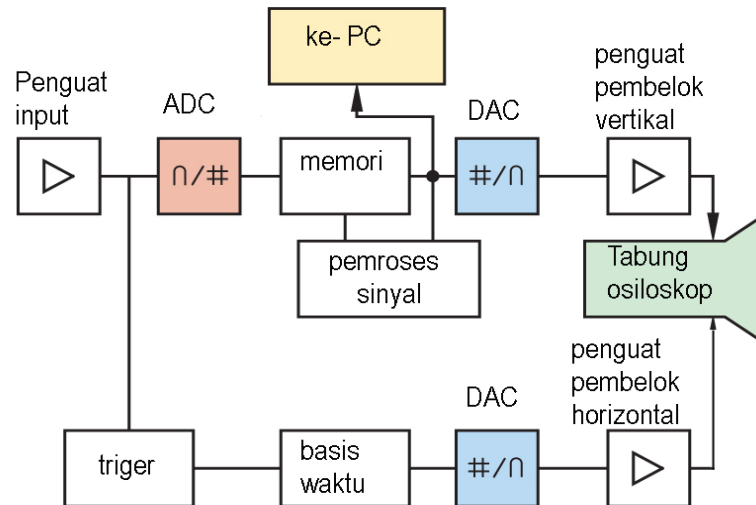 ke- PC
Penguat
input
ADC
DAC
penguat
pembelok
vertikal
∩/#
memori
#/∩
pemroses
sinyal
Tabung
osiloskop
penguat
pembelok
horizontal
DAC
triger
basis
waktu
#/∩